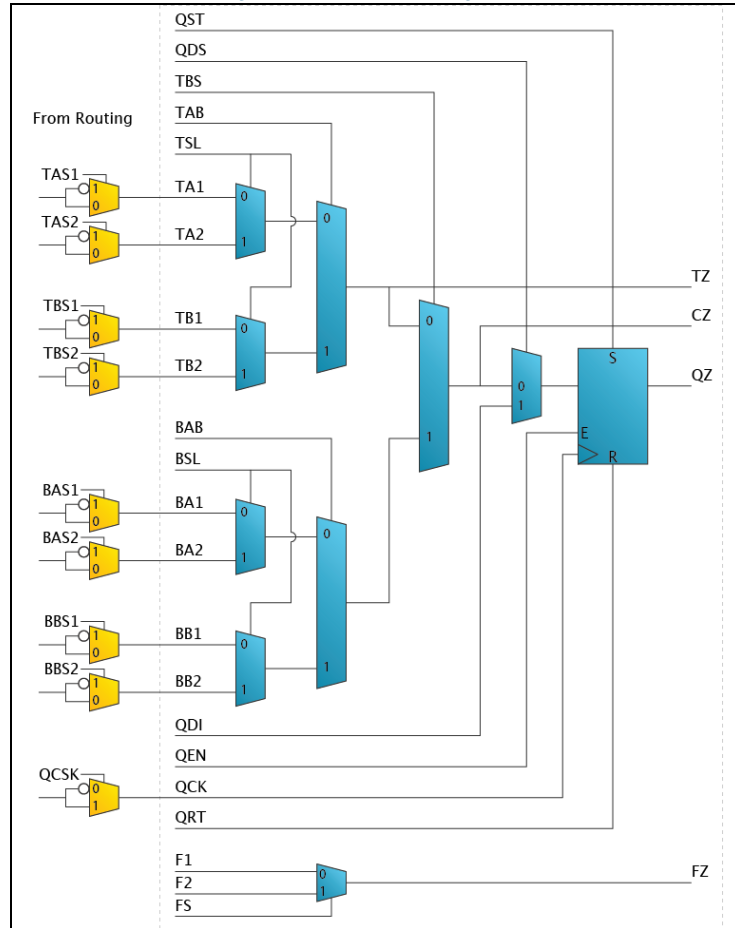 QST
QDS
TBS
TAB
From Routing
TSL
TAS1
1
0
TA1
0
TAS2
1
0
TA2
1
0
TZ
TBS1
1
0
TB1
0
0
CZ
TBS2
1
0
TB2
1
1
S
0
1
QZ
BAB
1
E
BSL
R
BAS1
1
0
BA1
0
BAS2
1
0
BA2
1
0
BBS1
1
0
BB1
0
BBS2
1
0
BB2
1
1
QDI
QEN
QCSK
0
1
QCK
QRT
F1
0
FZ
F2
1
FS